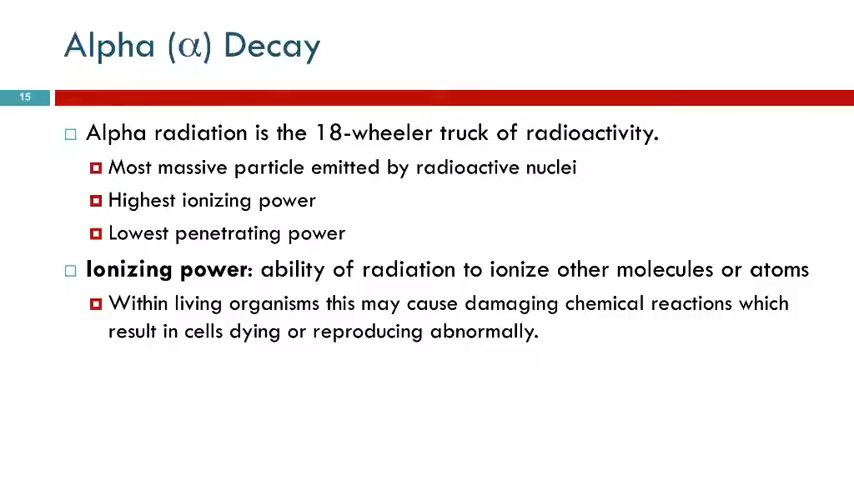 Alpha (α) Decay
15
Alpha radiation is the 18-wheeler truck of radioactivity.
Most massive particle emitted by radioactive nuclei
Highest ionizing power
Lowest penetrating power
Ionizing power: ability of radiation to ionize other molecules or atoms
Within living organisms this may cause damaging chemical reactions which
result in cells dying or reproducing abnormally.